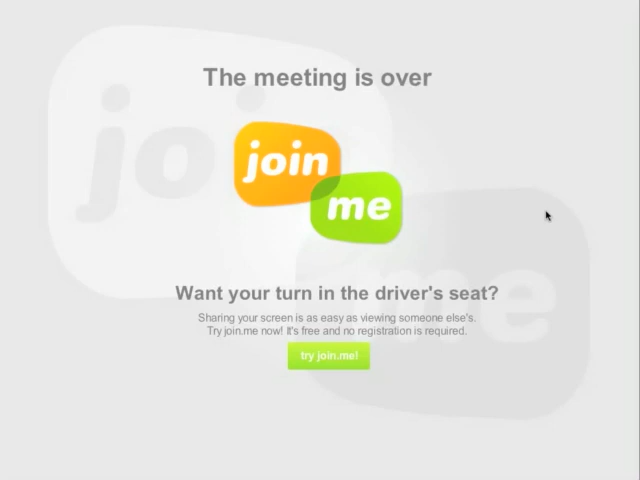 The meeting is over
join
me
Want your turn in the driver's seat?
Sharing your screen is as easy as viewing someone else's.
Try join.me now! It's free and no registration is required.
try join.me!